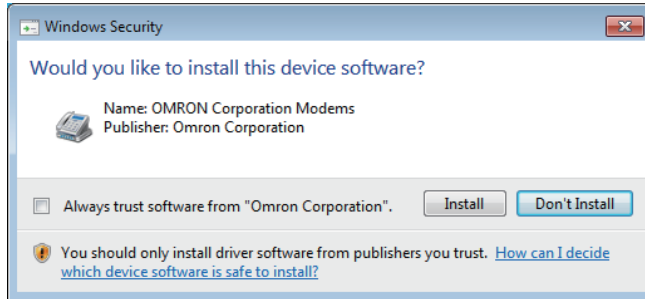 Windows Security
Would you like to install this device software?
Name: OMRON Corporation Modems
Publisher: Omron Corporation
Always trust software from "Omron Corporation".
Install
Don't Install
You should only install driver software from publishers you trust. How can I decide
which device software is safe to install?